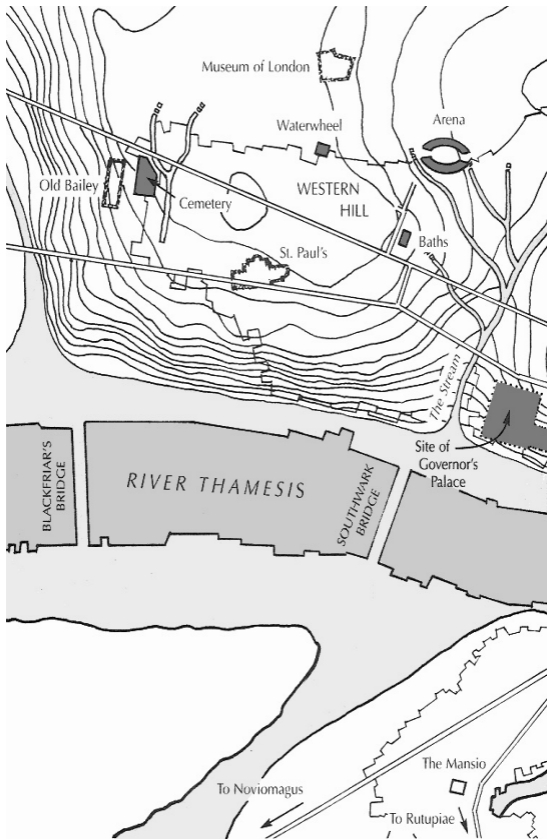 Museum of London
Waterwheel
Arena
Old Bailey
Cemetery
WESTERN
HILL
Baths
St. Paul's
The Stream
Site of
Governor's
Palace
BLACKFRIAR'S
BRIDGE
RIVER THAMESIS
SOUTHWARK
BRIDGE
The Mansio
To Noviomagus
To Rutupiae